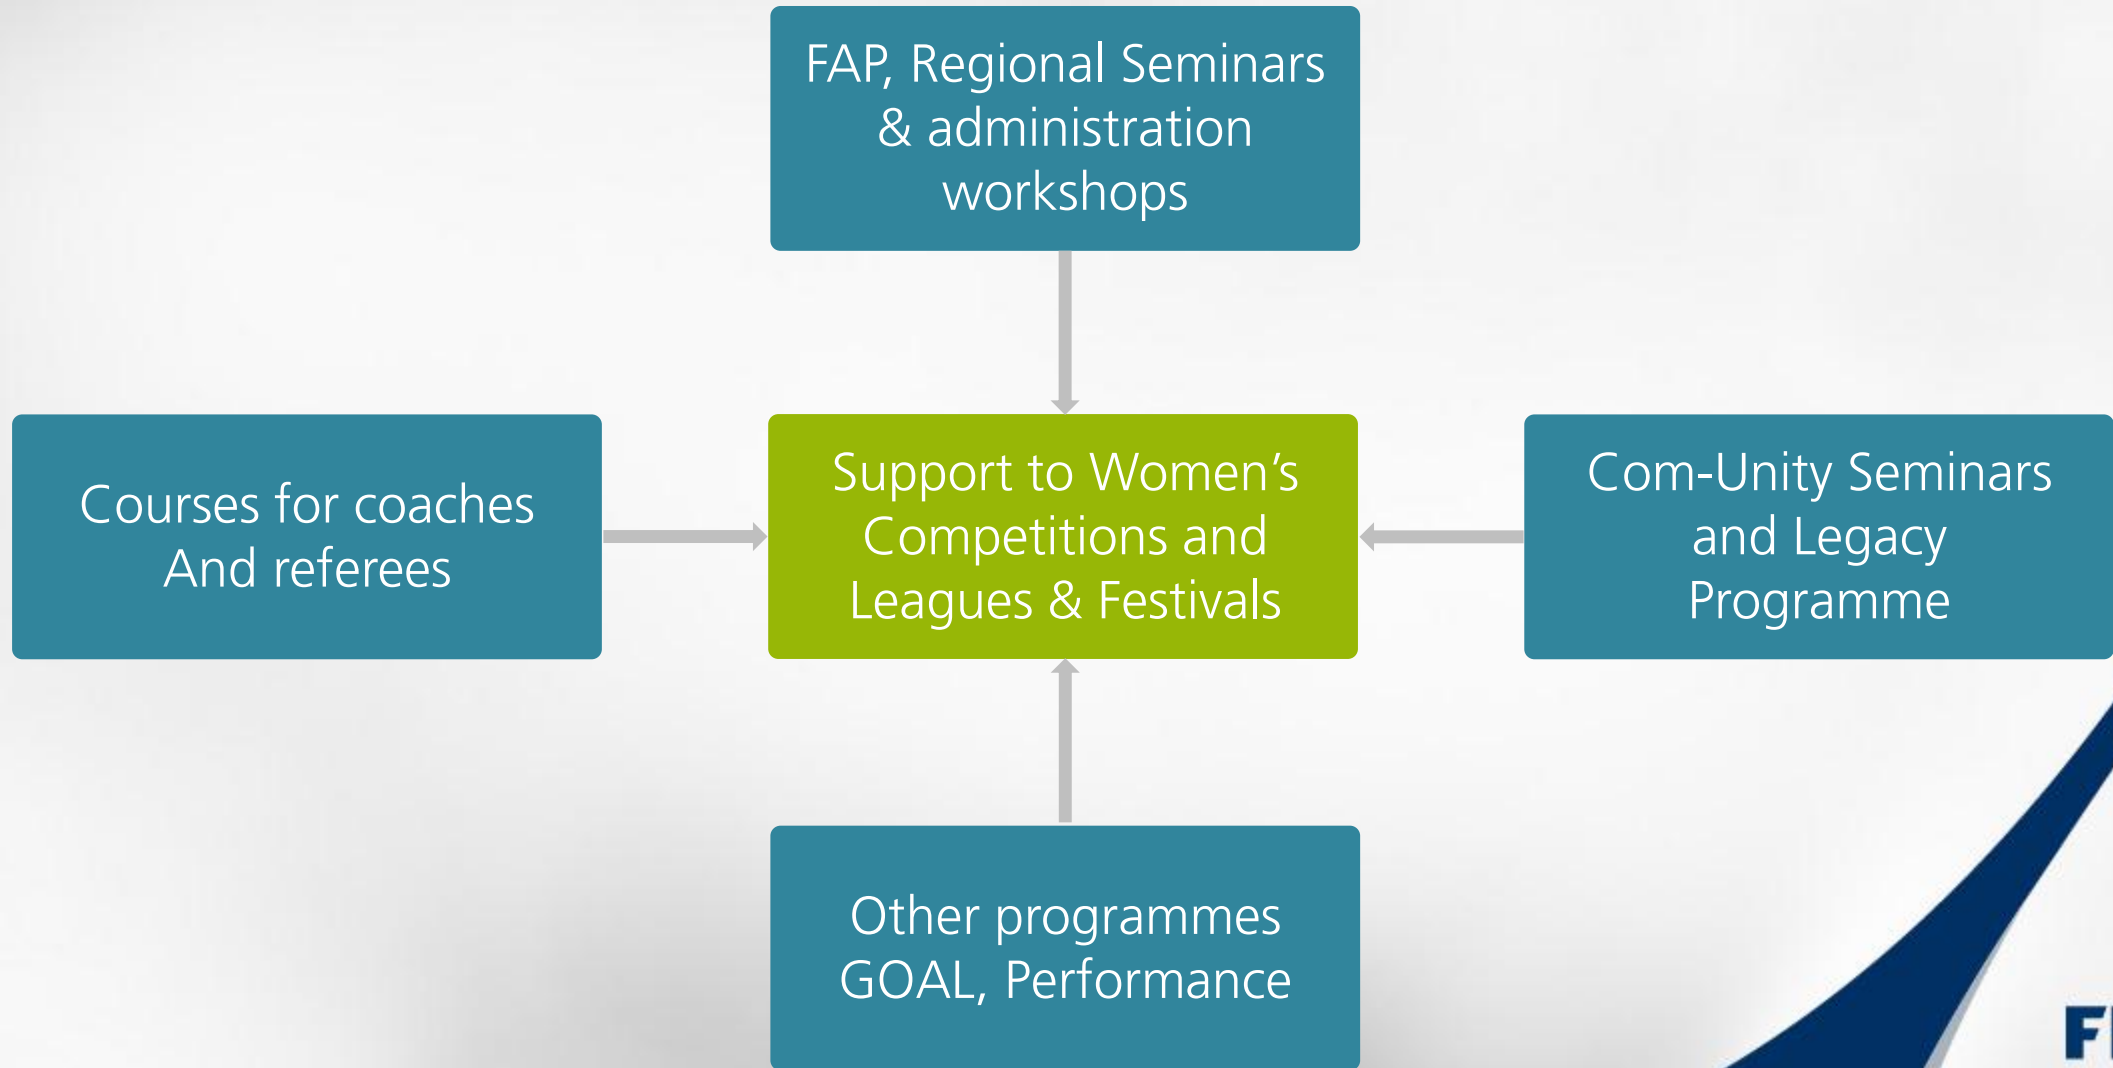 FAP, Regional Seminars
& administration
workshops
Courses for coaches
And referees
Support to Women’s
Competitions and
Leagues & Festivals
Com-Unity Seminars
and Legacy
Programme
Other programmes
GOAL, Performance